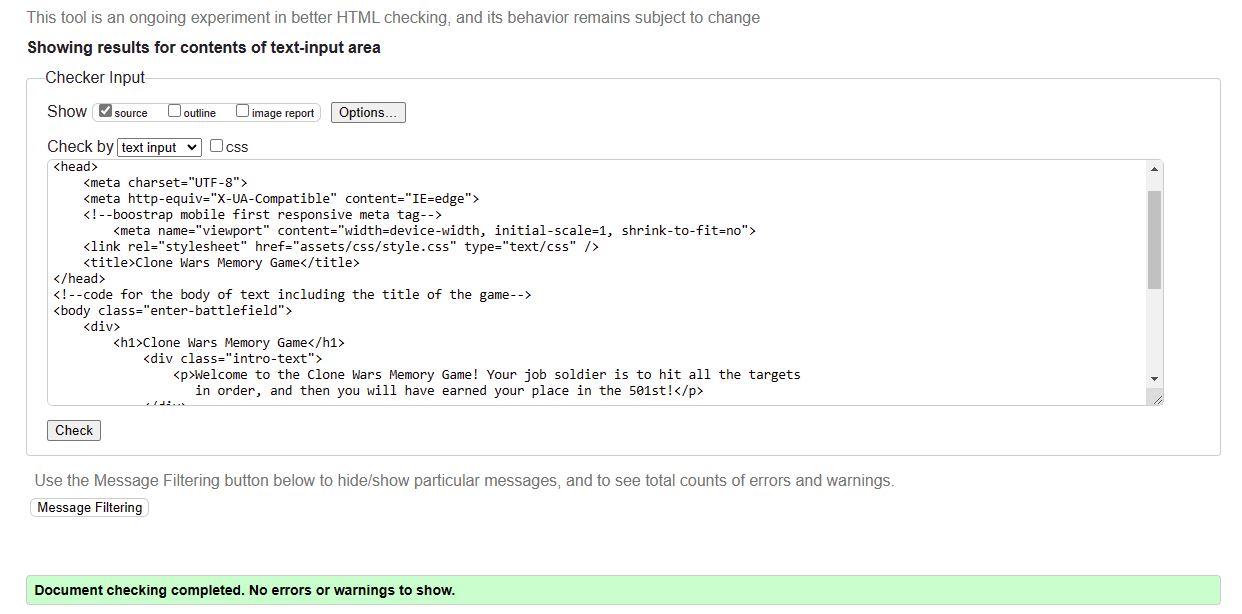 This tool is an ongoing experiment in better HTML checking, and its behavior remains subject to change
Showing results for contents of text-input area
Checker Input
Show source outline image report Options...
Check by text input css
<head>
<meta charset="UTF-8">
<meta http-equiv="X-UA-Compatible" content="IE=edge">
<!--boostrap mobile first responsive meta tag-->
<meta name="viewport" content="width=device-width, initial-scale=1, shrink-to-fit=no">
<link rel="stylesheet" href="assets/css/style.css" type="text/css" />
<title>Clone Wars Memory Game</title>
</head>
<!--code for the body of text including the title of the game-->
<body class="enter-battlefield">
<div>
<h1>Clone Wars Memory Game</h1>
<div class="intro-text">
<p>Welcome to the Clone Wars Memory Game! Your job soldier is to hit all the targets
in order, and then you will have earned your place in the 501st!</p>
Check
Use the Message Filtering button below to hide/show particular messages, and to see total counts of errors and warnings.
Message Filtering
Document checking completed. No errors or warnings to show.